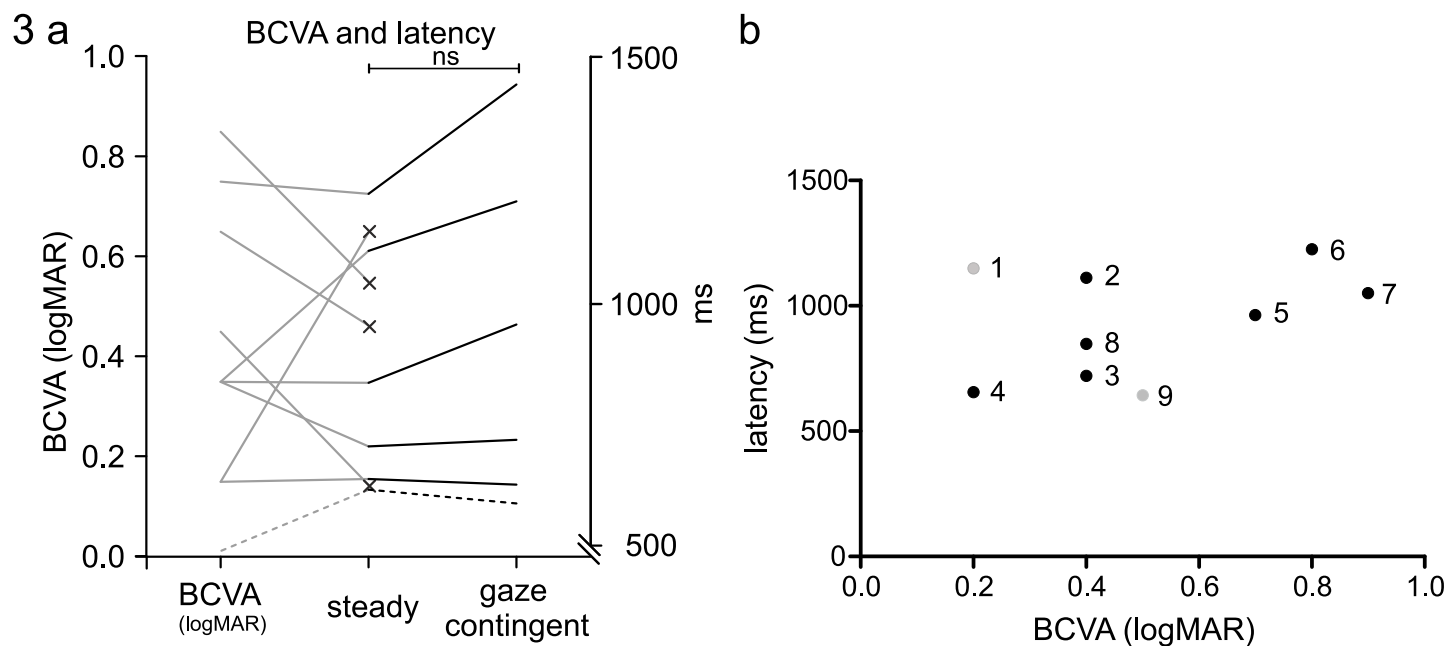 3 a
BCVA and latency
ns
1.0
0.8
0.6
0.4
0.2
0.0
BCVA (logMAR)
1500
1000
500
ms
BCVA
(logMAR)
steady
gaze
contingent
b
1500
1000
500
0
latency (ms)
1
2
3
4
5
6
7
8
9
0.0
0.2
0.4
0.6
0.8
1.0
BCVA (logMAR)